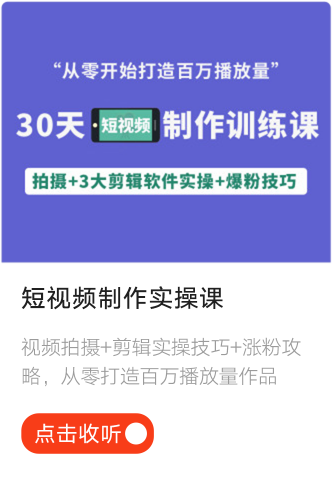 “从零开始打造百万播放量”
30天 短视频 制作训练课
拍摄+3大剪辑软件实操+爆粉技巧
短视频制作实操课
视频拍摄+剪辑实操技巧+涨粉攻
略，从零打造百万播放量作品
点击收听